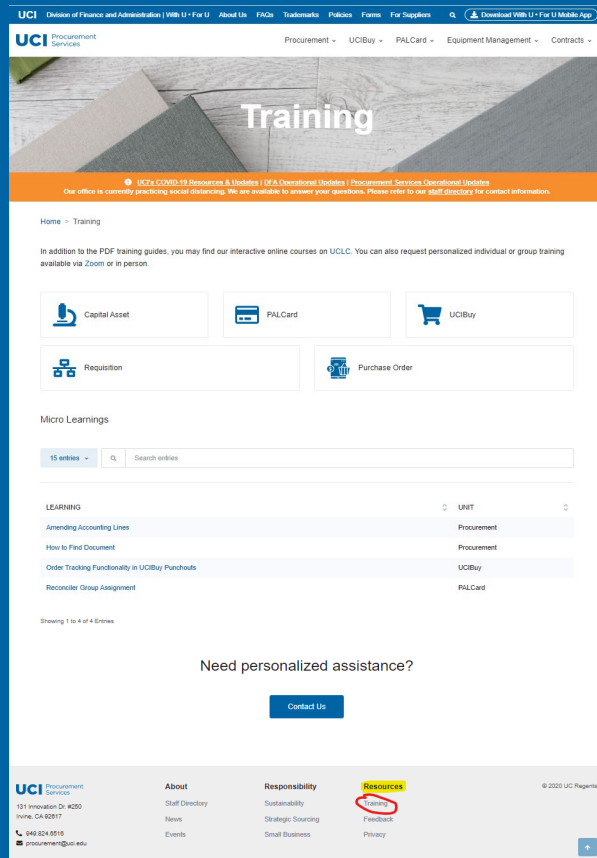 UCI Division of Finance and Administration | With U • For U About Us FAQs Trademarks Policies Forms For Suppliers Download With U • For U Mobile App
UCI Procurement Services
Procurement UCIBuy PALCard Equipment Management Contracts
Training
UCI's COVID-19 Resources & Updates | DFA Operational Updates | Procurement Services Operational Updates
Our office is currently practicing social distancing. We are available to answer your questions. Please refer to our staff directory for contact information.
Home > Training
In addition to the PDF training guides, you may find our interactive online courses on UCLC. You can also request personalized individual or group training
available via Zoom or in person.
Capital Asset
PALCard
UCIBuy
Requisition
Purchase Order
Micro Learnings
15 entries
Search entries
LEARNING UNIT
Amending Accounting Lines Procurement
How to Find Document Procurement
Order Tracking Functionality in UCIBuy Punchouts UCIBuy
Reconciler Group Assignment PALCard
Showing 1 to 4 of 4 Entries
Need personalized assistance?
Contact Us
UCI Procurement Services
131 Innovation Dr. #250
Irvine, CA 92617
949.824.6516
procurement@uci.edu
About
Staff Directory
News
Events
Responsibility
Sustainability
Strategic Sourcing
Small Business
Resources
Training
Feedback
Privacy
© 2020 UC Regents